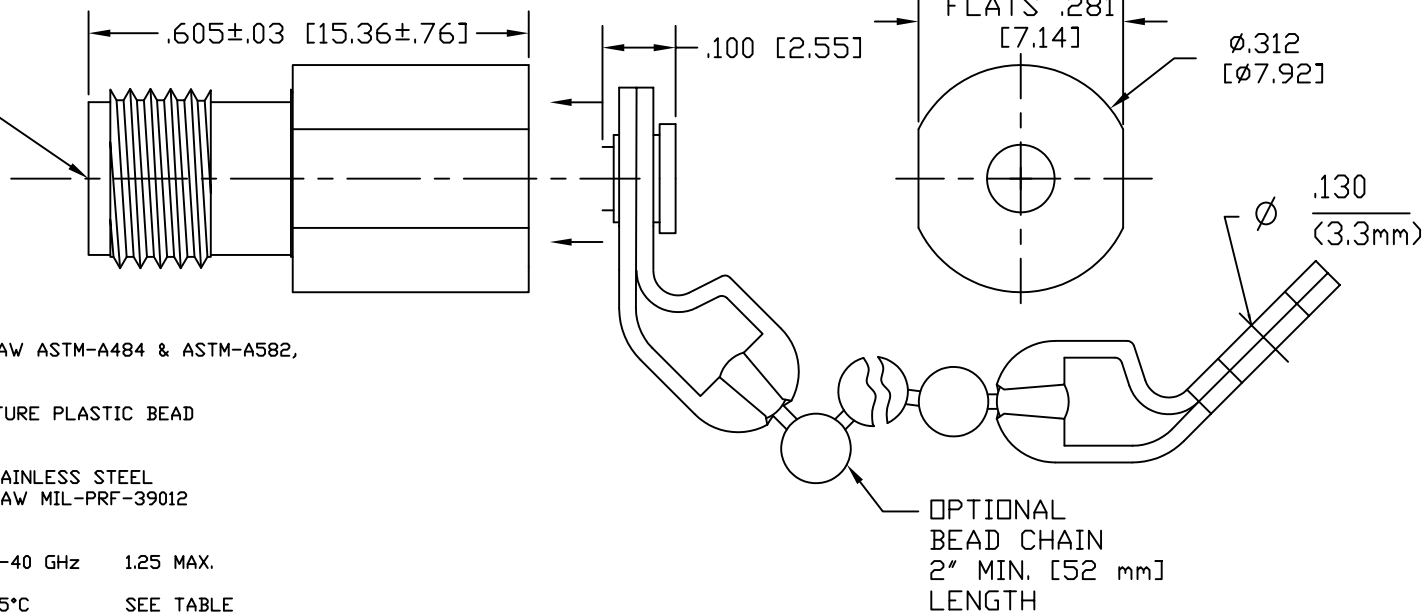 FLATS .281
[7.14]
.605±.03 [15.36±.76]
.100 [2.55]
ø.312
[ø7.92]
ø .130
(3.3mm)
AW ASTM-A484 & ASTM-A582,
TURE PLASTIC BEAD
AINLESS STEEL
AW MIL-PRF-39012
-40 GHz 1.25 MAX.
5°C SEE TABLE
OPTIONAL
BEAD CHAIN
2" MIN. [52 mm]
LENGTH